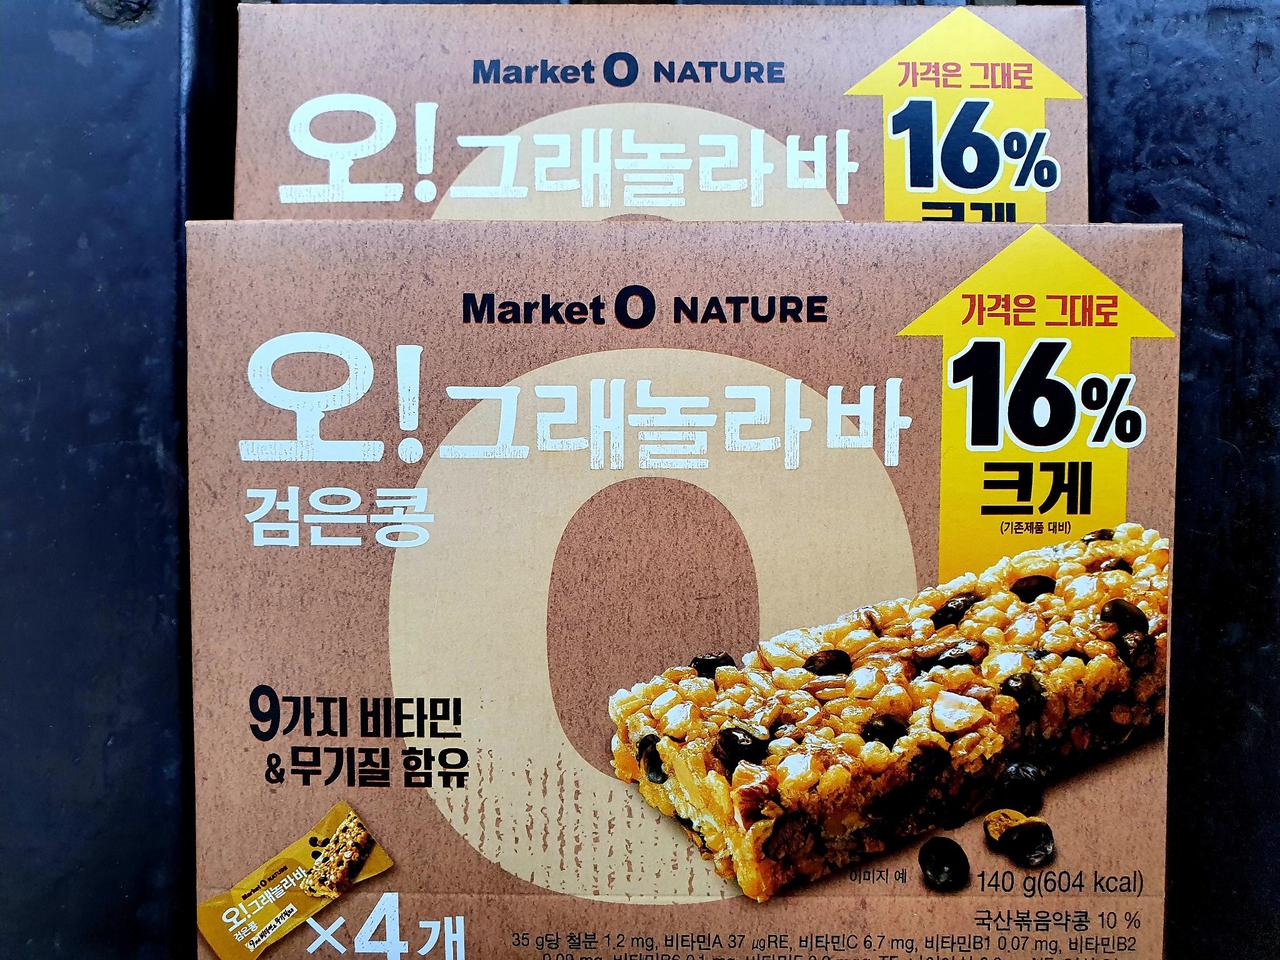 Market O NATURE
오!그래놀라바
가격은 그대로
16%
크게
Market O NATURE
오!그래놀라바
검은콩
가격은 그대로
16%
크게
(기존제품 대비)
9가지 비타민
&무기질 함유
Market O NATURE
오!그래놀라바
검은콩
×4개
이미지 예
140 g(604 kcal)
국산볶음약콩 10 %
35 g당 철분 1.2 mg, 비타민A 37 μgRE, 비타민C 6.7 mg, 비타민B1 0.07 mg, 비타민B2